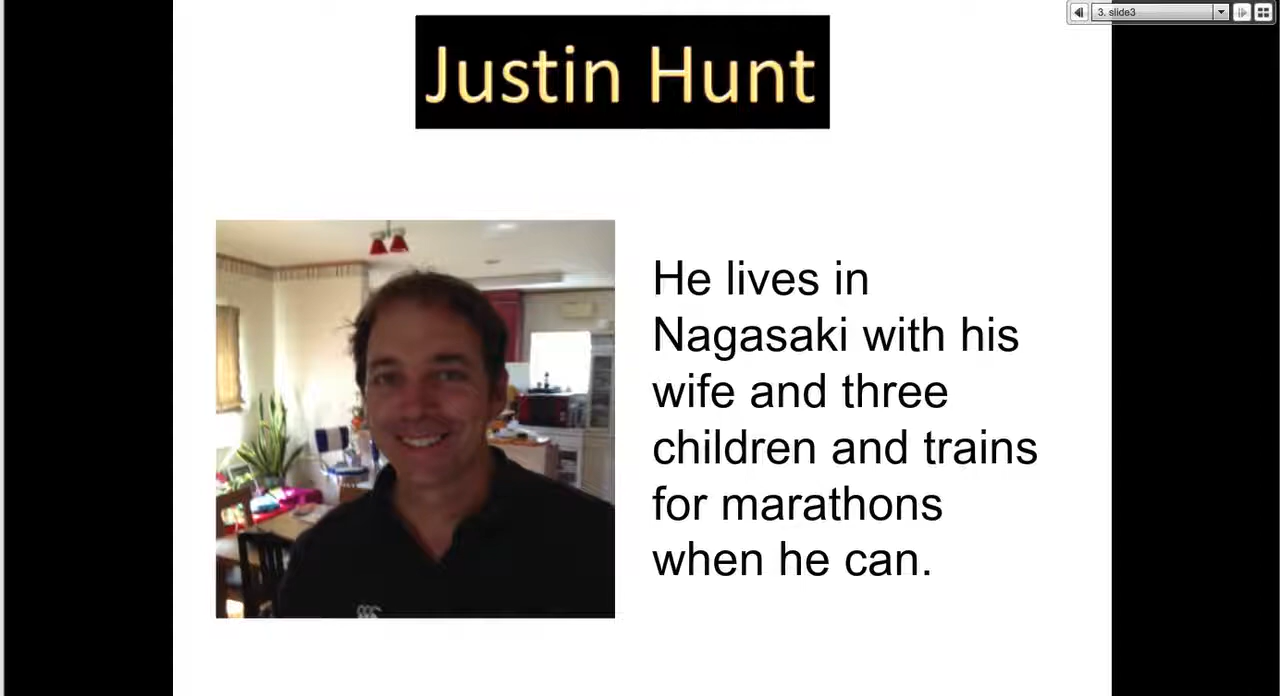 3. slide3
Justin Hunt
He lives in
Nagasaki with his
wife and three
children and trains
for marathons
when he can.